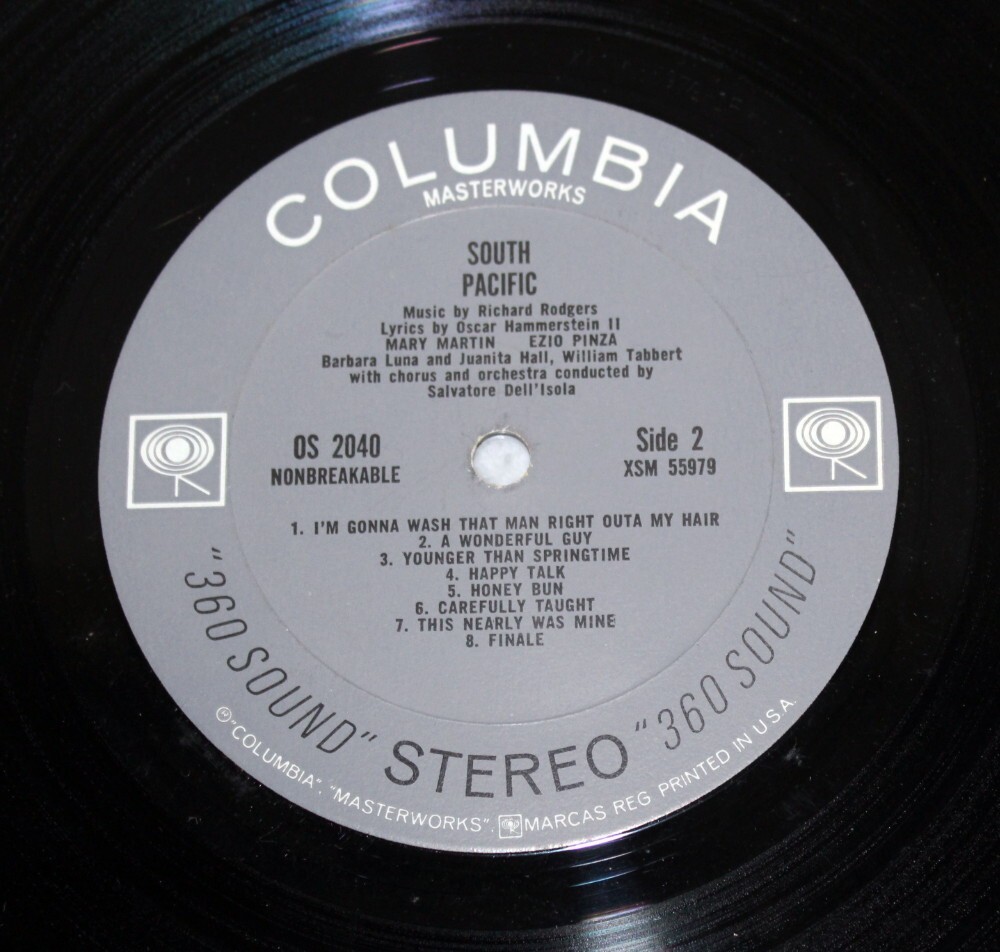 COLUMBIA
MASTERWORKS
SOUTH
PACIFIC
Music by Richard Rodgers
Lyrics by Oscar Hammerstein II
MARY MARTIN EZIO PINZA
Barbara Luna and Juanita Hall, William Tabbert
with chorus and orchestra conducted by
Salvatore Dell'Isola
OS 2040
NONBREAKABLE
Side 2
XSM 55979
1. I'M GONNA WASH THAT MAN RIGHT OUTA MY HAIR
2. A WONDERFUL GUY
3. YOUNGER THAN SPRINGTIME
4. HAPPY TALK
5. HONEY BUN
6. CAREFULLY TAUGHT
7. THIS NEARLY WAS MINE
8. FINALE
"360 SOUND" STEREO "360 SOUND"
"COLUMBIA", "MASTERWORKS", MARCAS REG. PRINTED IN U.S.A.